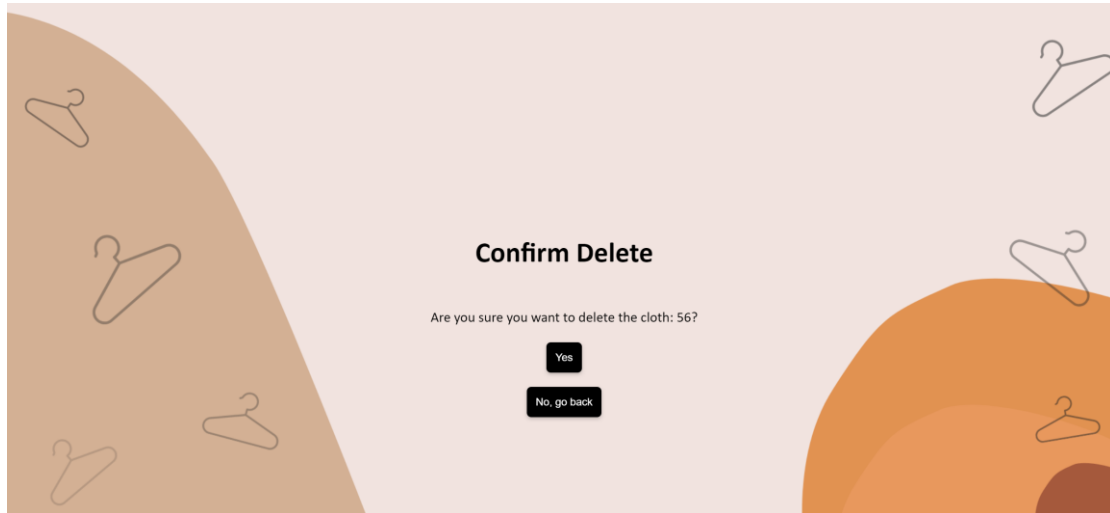 Confirm Delete
Are you sure you want to delete the cloth: 56?
Yes
No, go back